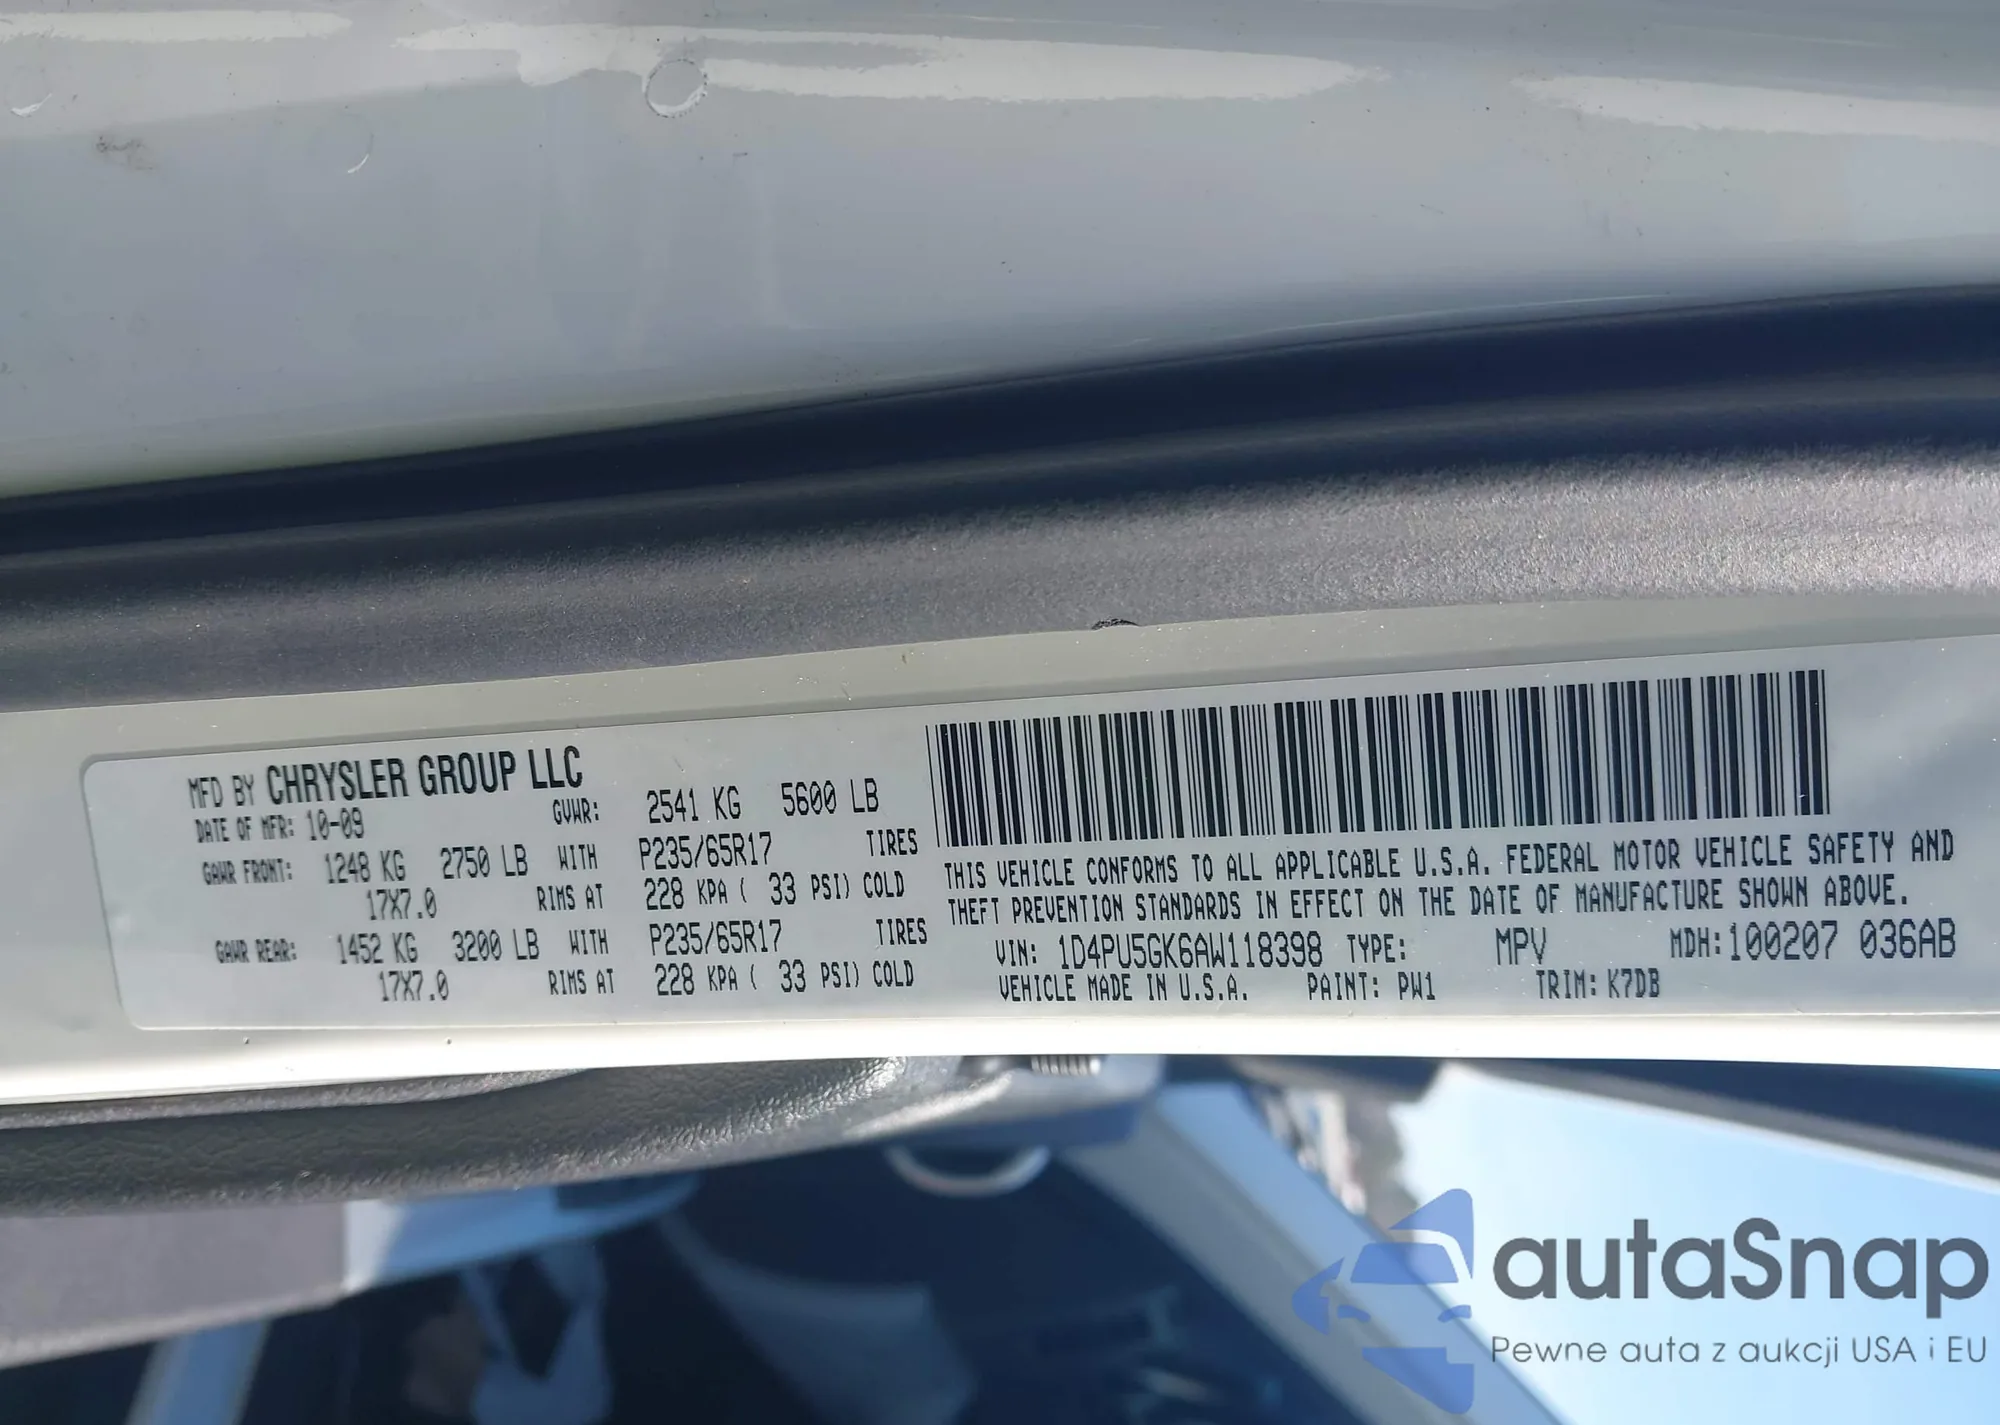 MFD BY CHRYSLER GROUP LLC
DATE OF MFR: 10-09 GVWR: 2541 KG 5600 LB
GAWR FRONT: 1248 KG 2750 LB WITH P235/65R17 TIRES
17X7.0 RIMS AT 228 KPA ( 33 PSI) COLD
GAWR REAR: 1452 KG 3200 LB WITH P235/65R17 TIRES
17X7.0 RIMS AT 228 KPA ( 33 PSI) COLD
THIS VEHICLE CONFORMS TO ALL APPLICABLE U.S.A. FEDERAL MOTOR VEHICLE SAFETY AND
THEFT PREVENTION STANDARDS IN EFFECT ON THE DATE OF MANUFACTURE SHOWN ABOVE.
VIN: 1D4PU5GK6AW118398 TYPE: MPV MDH: 100207 036AB
VEHICLE MADE IN U.S.A. PAINT: PW1 TRIM: K7DB
autaSnap
Pewne auta z aukcji USA i EU